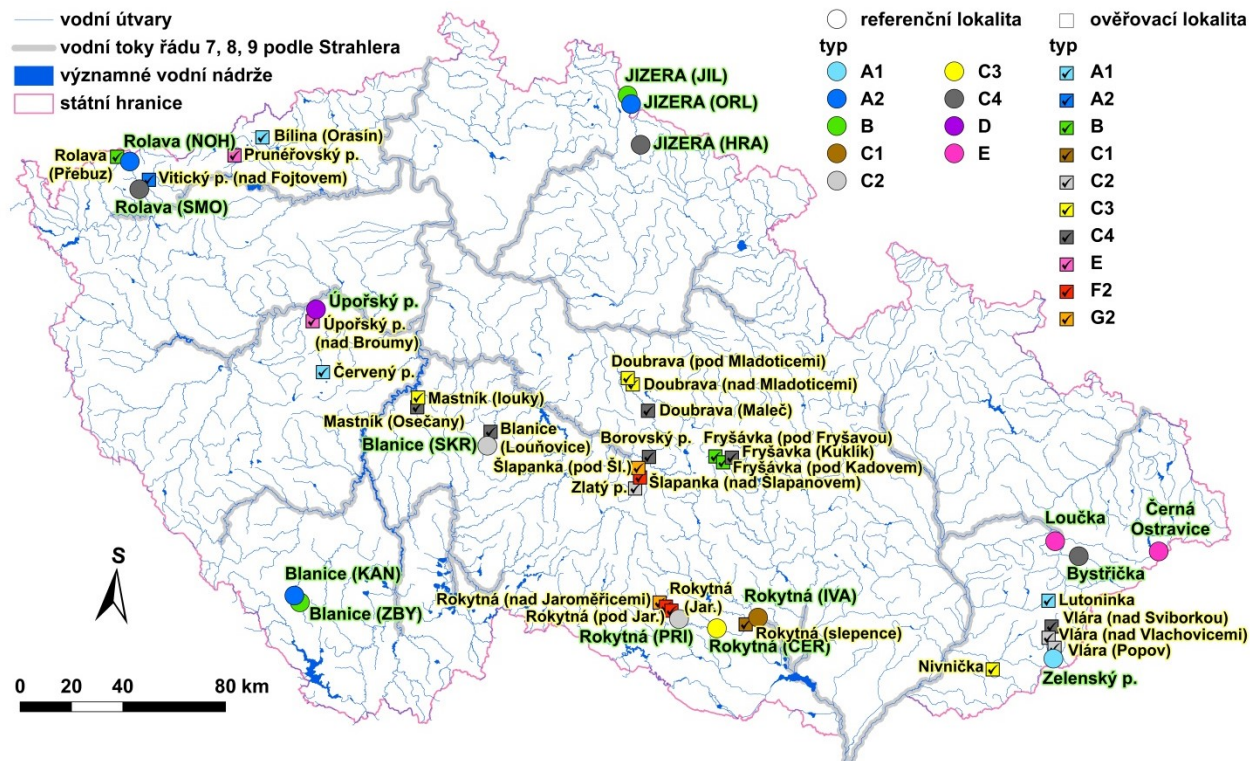 vodní útvary
vodní toky řádu 7, 8, 9 podle Strahlera
významné vodní nádrže
státní hranice
referenční lokalita
typ
A1
A2
B
C1
C2
C3
C4
D
E
ověřovací lokalita
typ
A1
A2
B
C1
C2
C3
C4
E
F2
G2
JIZERA (JIL)
JIZERA (ORL)
JIZERA (HRA)
Rolava (NOH)
Bílina (Orasín)
Rolava
(Přebuz)
Prunéřovský p.
Vitický p. (nad Fojtovem)
Rolava (SMO)
Úpořský p.
Úpořský p.
(nad Broumy)
Červený p.
Doubrava (pod Mladoticemi)
Doubrava (nad Mladoticemi)
Mastník (louky)
Mastník (Osečany)
Doubrava (Maleč)
Blanice
(Louňovice)
Blanice (SKR)
Borovský p.
Fryšávka (pod Fryšavou)
Fryšávka (Kuklík)
Fryšávka (pod Kadovem)
Šlapanka (pod Šl.)
Šlapanka (nad Šlapanovem)
Zlatý p.
Loučka
Černá
Ostravice
Bystřička
S
Blanice (KAN)
Blanice (ZBY)
Rokytná (nad Jaroměřicemi)
Rokytná
(Jar.)
Rokytná (pod Jar.)
Rokytná (IVA)
Rokytná (PRI)
Rokytná (slepence)
Rokytná (CER)
Lutoninka
Vlára (nad Sviborkou)
Vlára (nad Vlachovicemi)
Vlára (Popov)
Nivnička
Zelenský p.
0 20 40 80 km